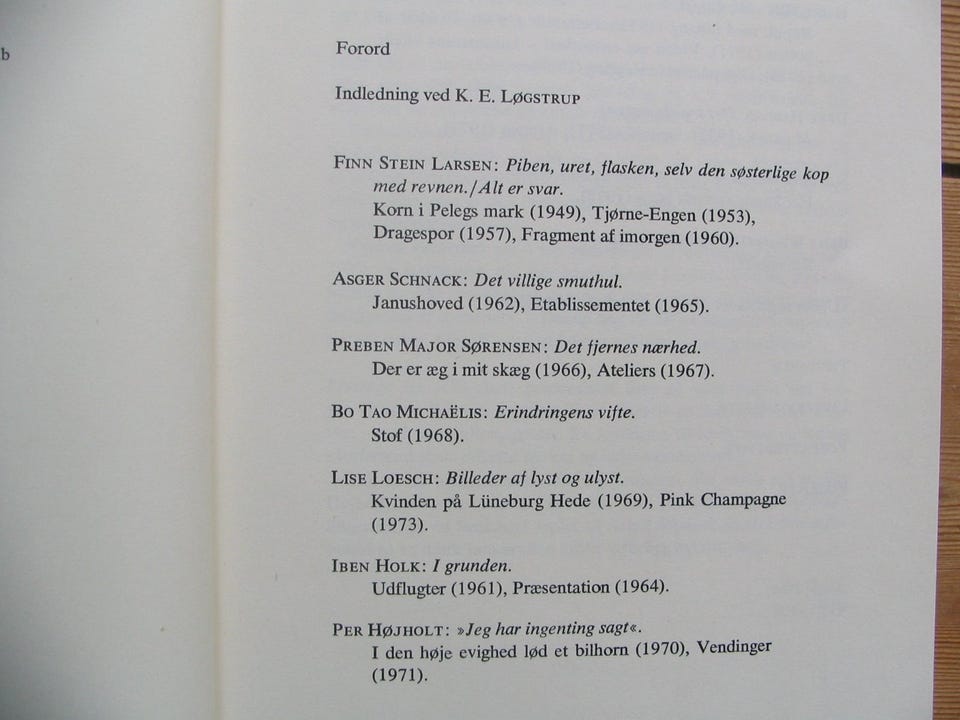 b
Forord
Indledning ved K. E. LØGSTRUP
FINN STEIN LARSEN: Piben, uret, flasken, selv den søsterlige kop
med revnen./Alt er svar.
Korn i Pelegs mark (1949), Tjørne-Engen (1953),
Dragespor (1957), Fragment af imorgen (1960).
ASGER SCHNACK: Det villige smuthul.
Janushoved (1962), Etablissementet (1965).
PREBEN MAJOR SØRENSEN: Det fjernes nærhed.
Der er æg i mit skæg (1966), Ateliers (1967).
BO TAO MICHAËLIS: Erindringens vifte.
Stof (1968).
LISE LOESCH: Billeder af lyst og ulyst.
Kvinden på Lüneburg Hede (1969), Pink Champagne
(1973).
IBEN HOLK: I grunden.
Udflugter (1961), Præsentation (1964).
PER HØJHOLT: »Jeg har ingenting sagt«.
I den høje evighed lød et bilhorn (1970), Vendinger
(1971).